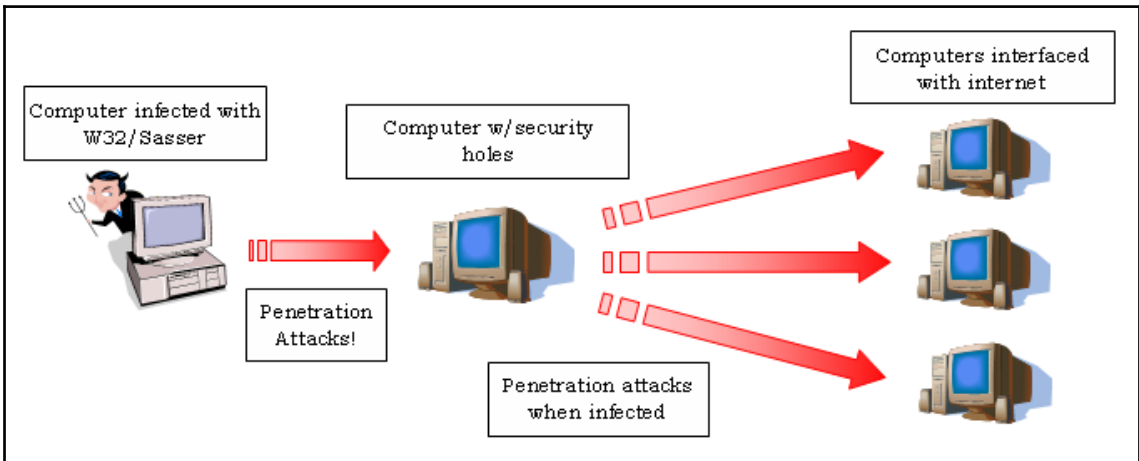 Computer infected with
W32/Sasser
Penetration
Attacks!
Computer w/security
holes
Penetration attacks
when infected
Computers interfaced
with internet